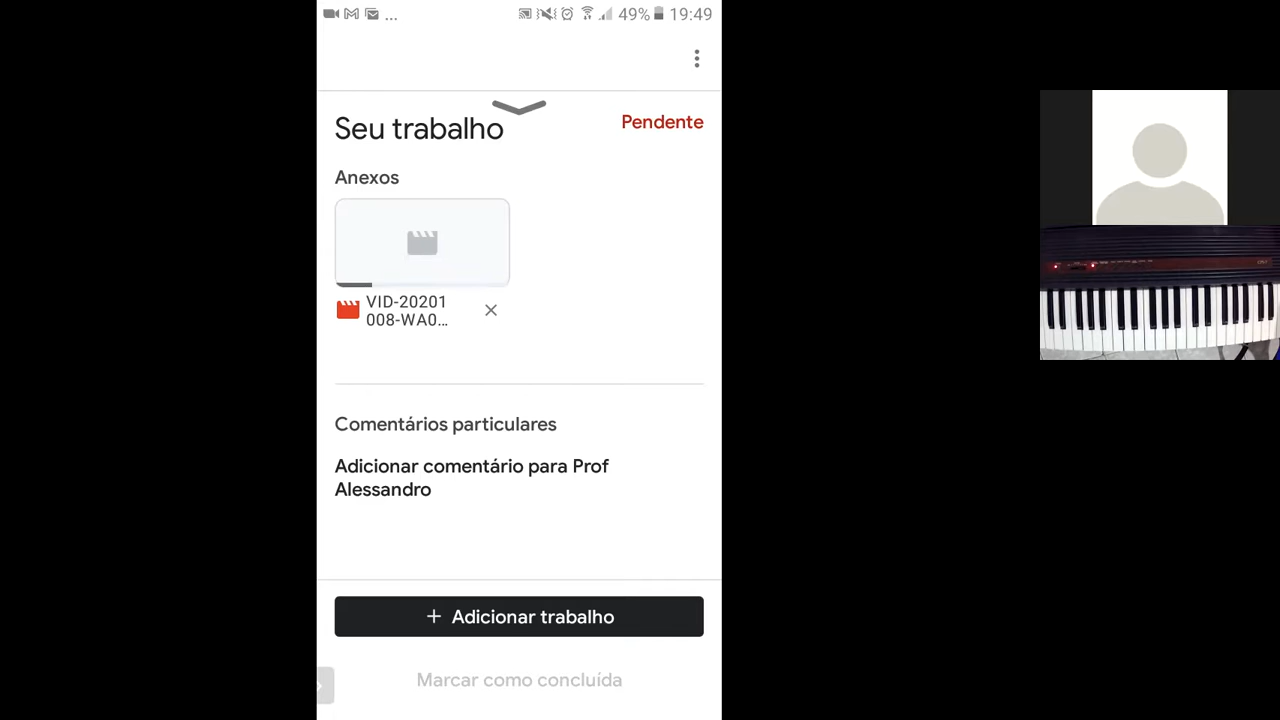 ... 49% 19:49
Seu trabalho
Pendente
Anexos
VID-20201
008-WA0...
Comentários particulares
Adicionar comentário para Prof
Alessandro
+ Adicionar trabalho
Marcar como concluída